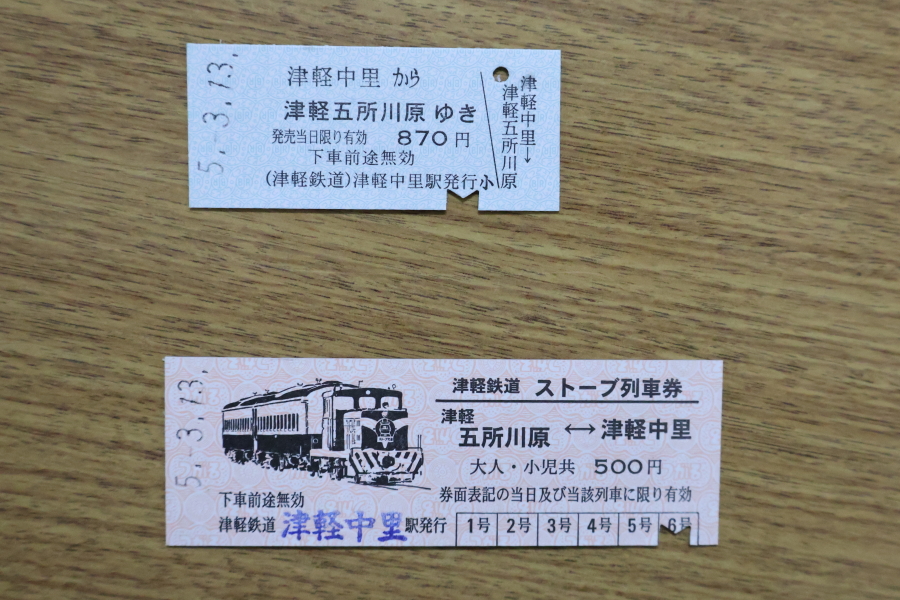 5.-3.13.
津軽中里から
津軽五所川原ゆき
発売当日限り有効 870円
下車前途無効
(津軽鉄道)津軽中里駅発行
小
津軽中里→
津軽五所川原
5.-3.13.
津軽鉄道 ストーブ列車券
津軽
五所川原 ↔ 津軽中里
大人・小児共 500円
券面表記の当日及び当該列車に限り有効
下車前途無効
津軽鉄道 津軽中里 駅発行
1号 2号 3号 4号 5号 6号